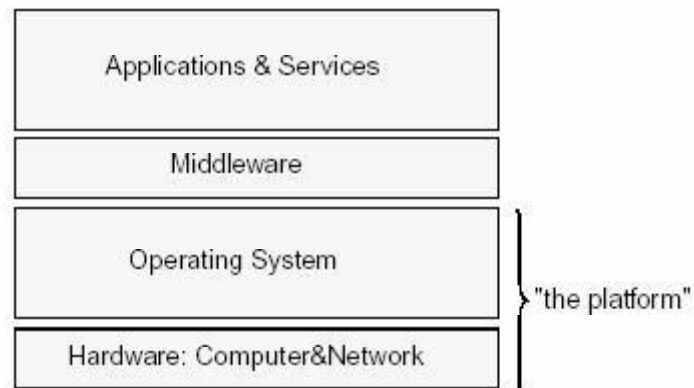 Applications & Services
Middleware
Operating System
"the platform"
Hardware: Computer&Network